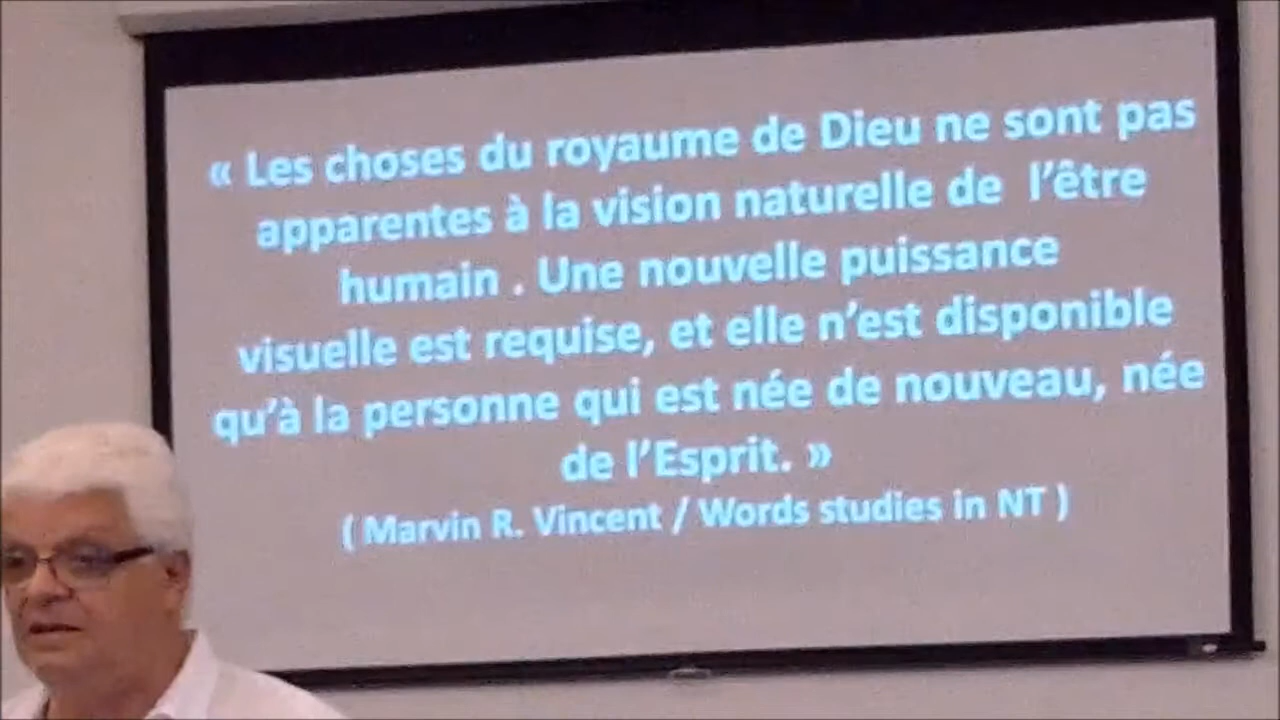 « Les choses du royaume de Dieu ne sont pas
apparentes à la vision naturelle de l’être
humain . Une nouvelle puissance
visuelle est requise, et elle n’est disponible
qu’à la personne qui est née de nouveau, née
de l’Esprit. »
( Marvin R. Vincent / Words studies in NT )